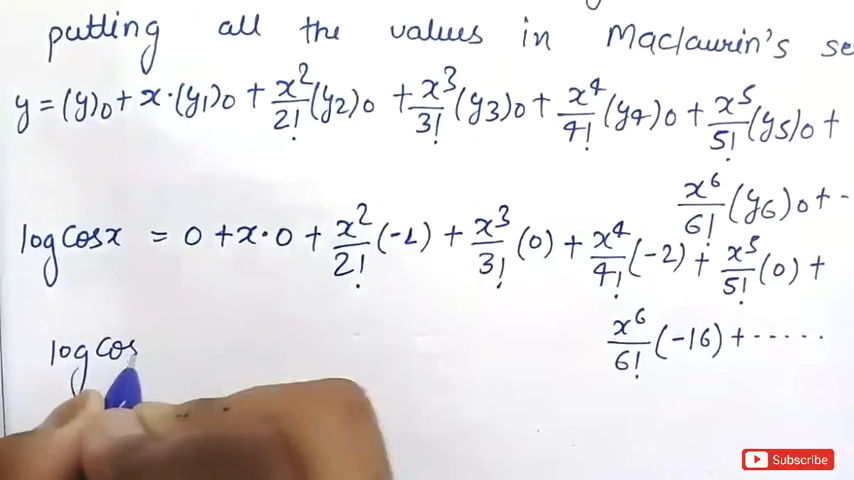 putting all the values in Maclaurin's se
y = (y)₀ + x·(y₁)₀ + x²/2! (y₂)₀ + x³/3! (y₃)₀ + x⁴/4! (y₄)₀ + x⁵/5! (y₅)₀ +
x⁶/6! (y₆)₀ + --
log cosx = 0 + x·0 + x²/2! (-1) + x³/3! (0) + x⁴/4! (-2) + x⁵/5! (0) +
x⁶/6! (-16) + ......
log cos
Subscribe